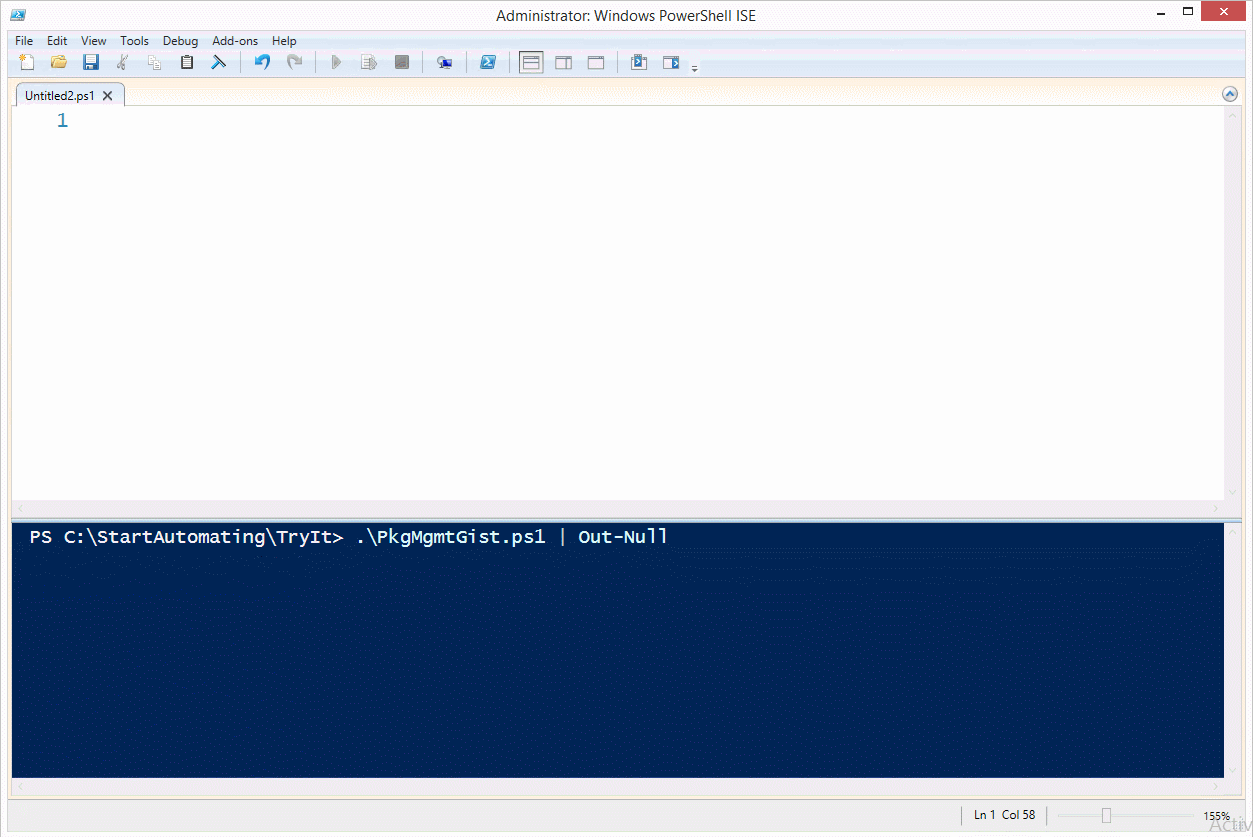 Administrator: Windows PowerShell ISE
File Edit View Tools Debug Add-ons Help
Untitled2.ps1
1
PS C:\StartAutomating\TryIt> .\PkgMgmtGist.ps1 | Out-Null
Ln 1 Col 58
155%
Activ